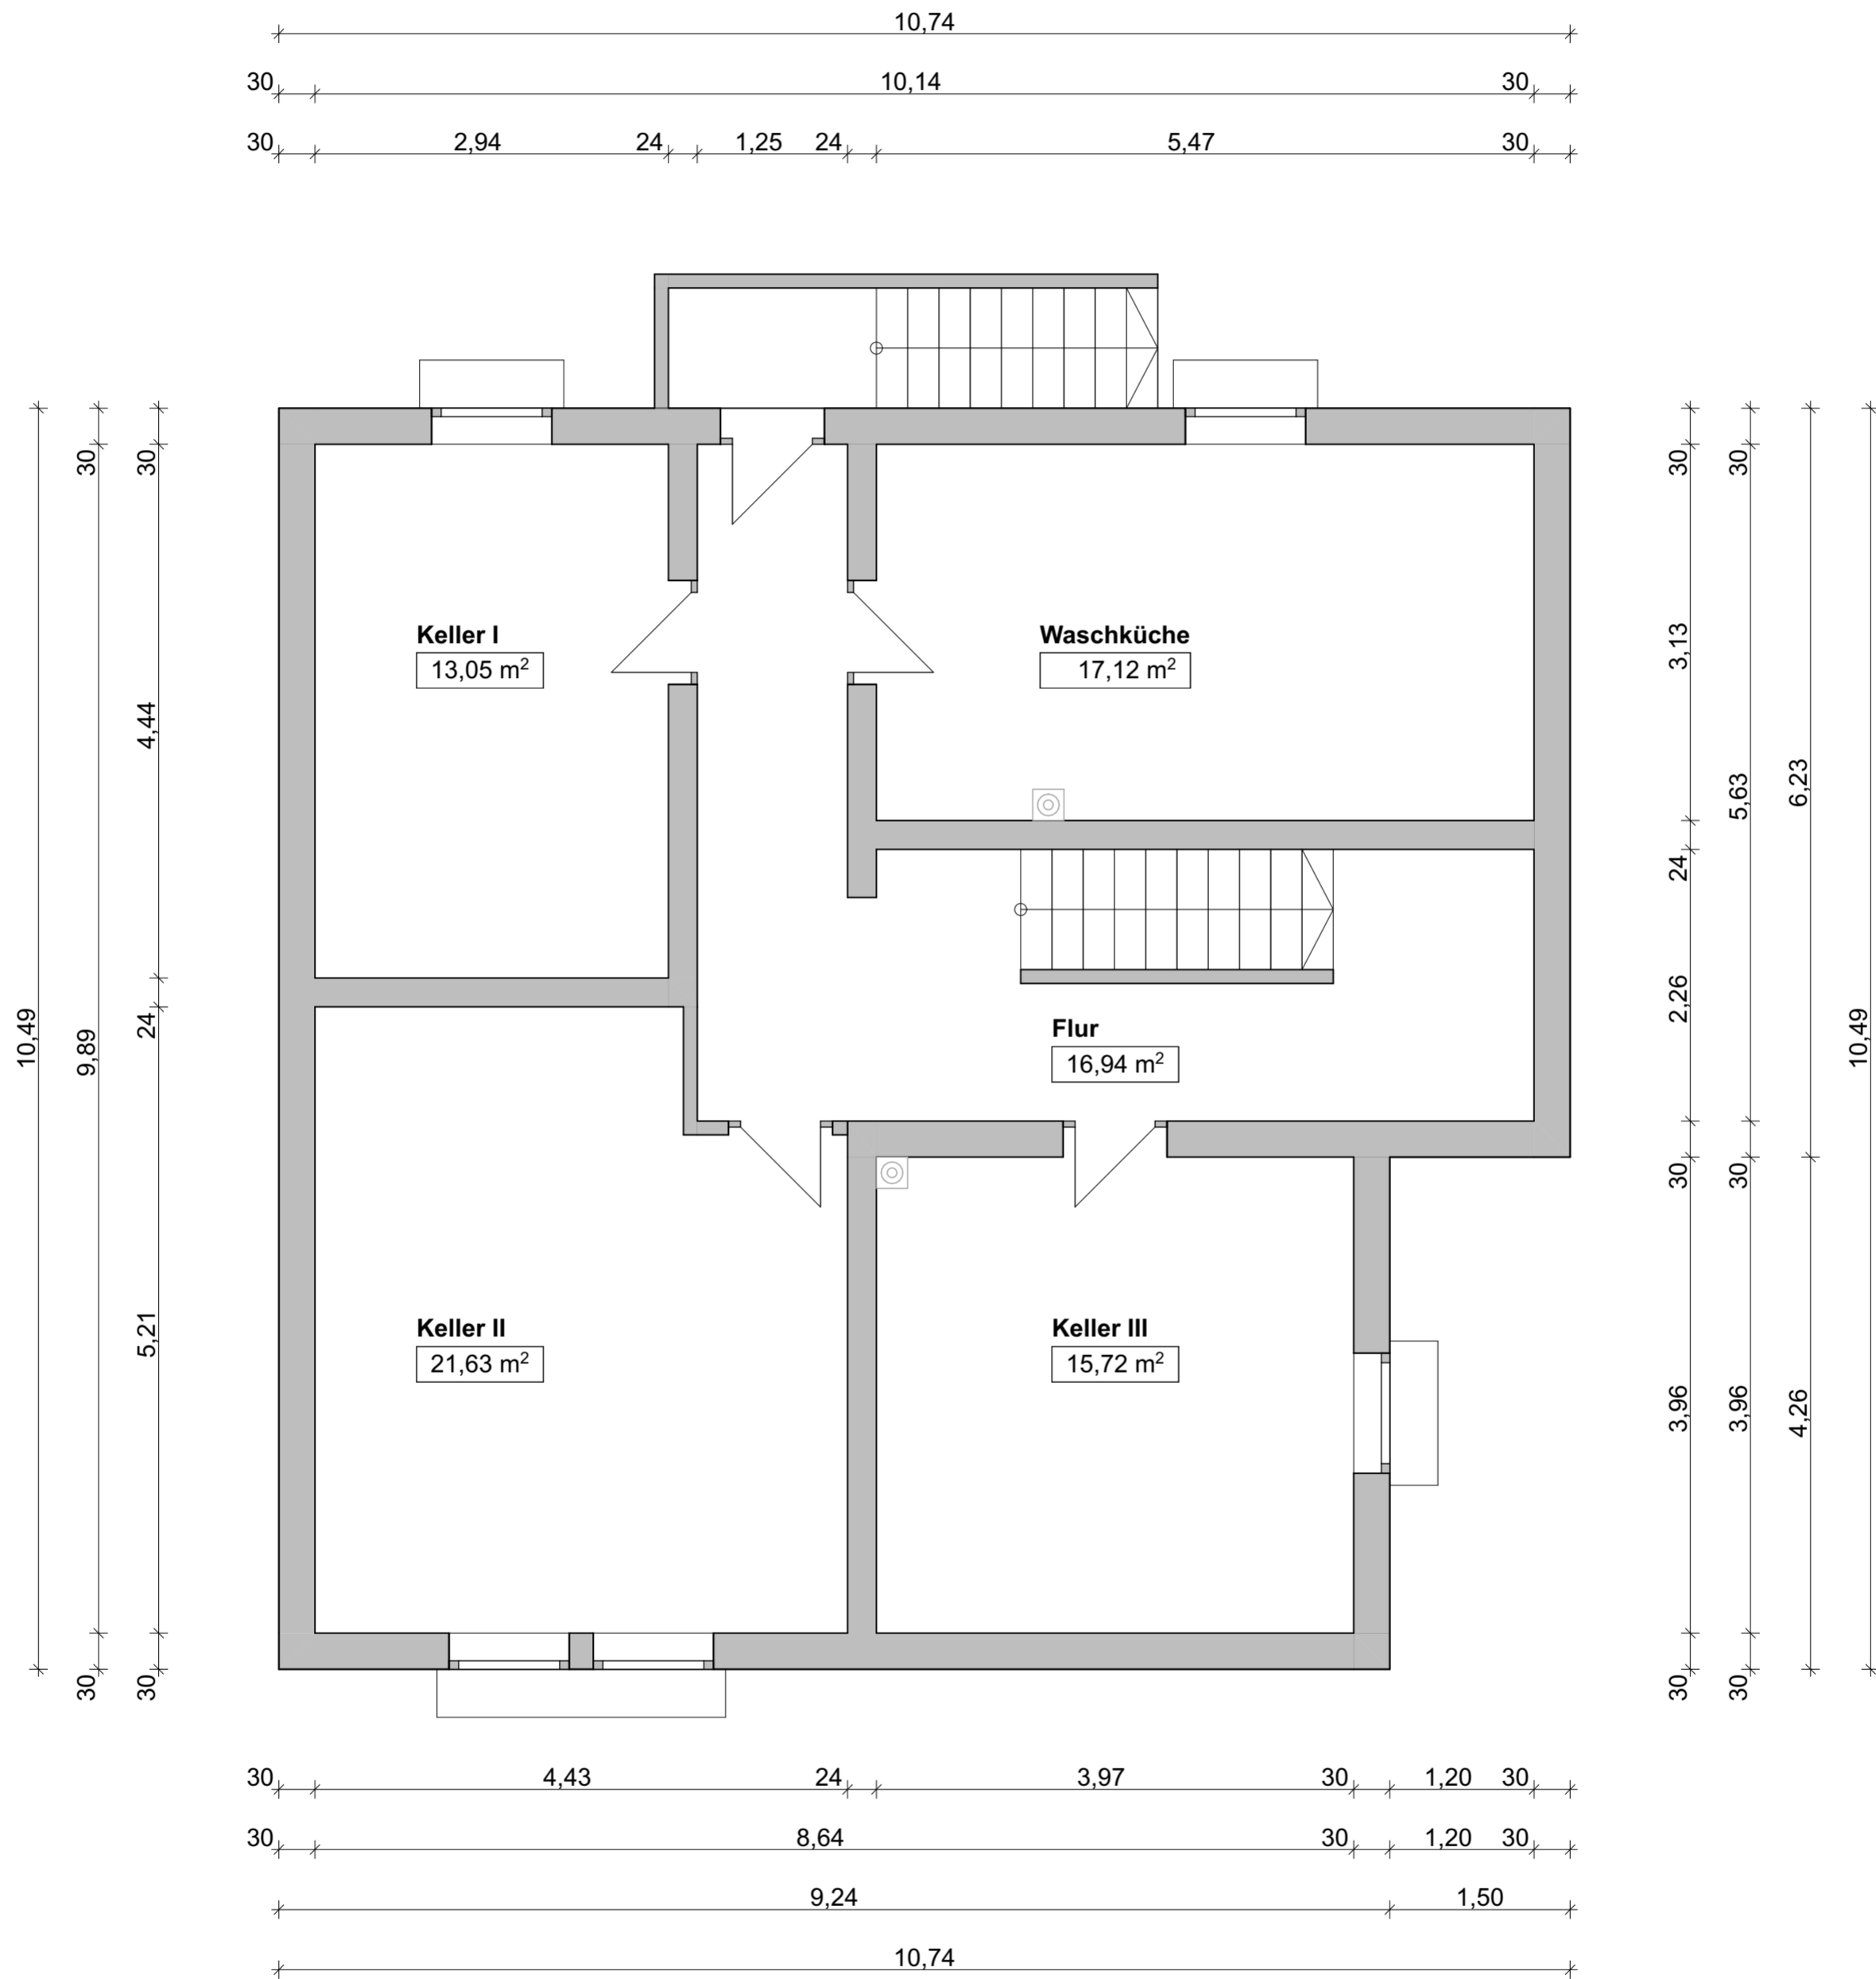 10,74
30 10,14 30
30 2,94 24 1,25 24 5,47 30
10,49
30 9,89 30
30 4,44 24 5,21 30
Keller I
13,05 m²
Waschküche
17,12 m²
Flur
16,94 m²
Keller II
21,63 m²
Keller III
15,72 m²
30 3,13 24 2,26 30 3,96 30
30 5,63 30 3,96 30
6,23 4,26
10,49
30 4,43 24 3,97 30 1,20 30
30 8,64 30 1,20 30
9,24 1,50
10,74